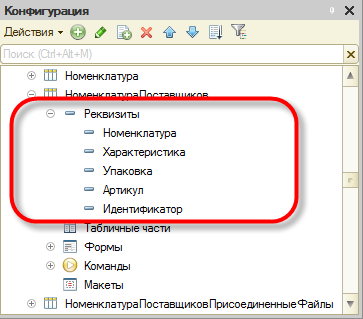 Конфигурация
Действия
Поиск (Ctrl+Alt+M)
Номенклатура
НоменклатураПоставщиков
Реквизиты
Номенклатура
Характеристика
Упаковка
Артикул
Идентификатор
Табличные части
Формы
Команды
Макеты
НоменклатураПоставщиковПрисоединенныеФайлы